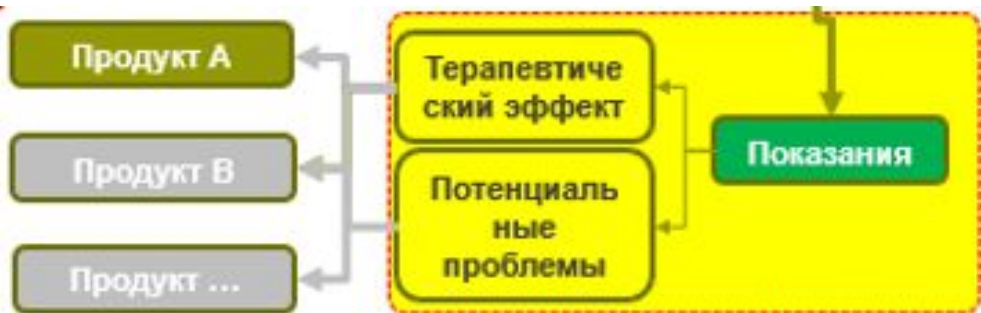 Продукт А
Продукт В
Продукт ...
Терапевтиче
ский эффект
Потенциаль
ные
проблемы
Показания